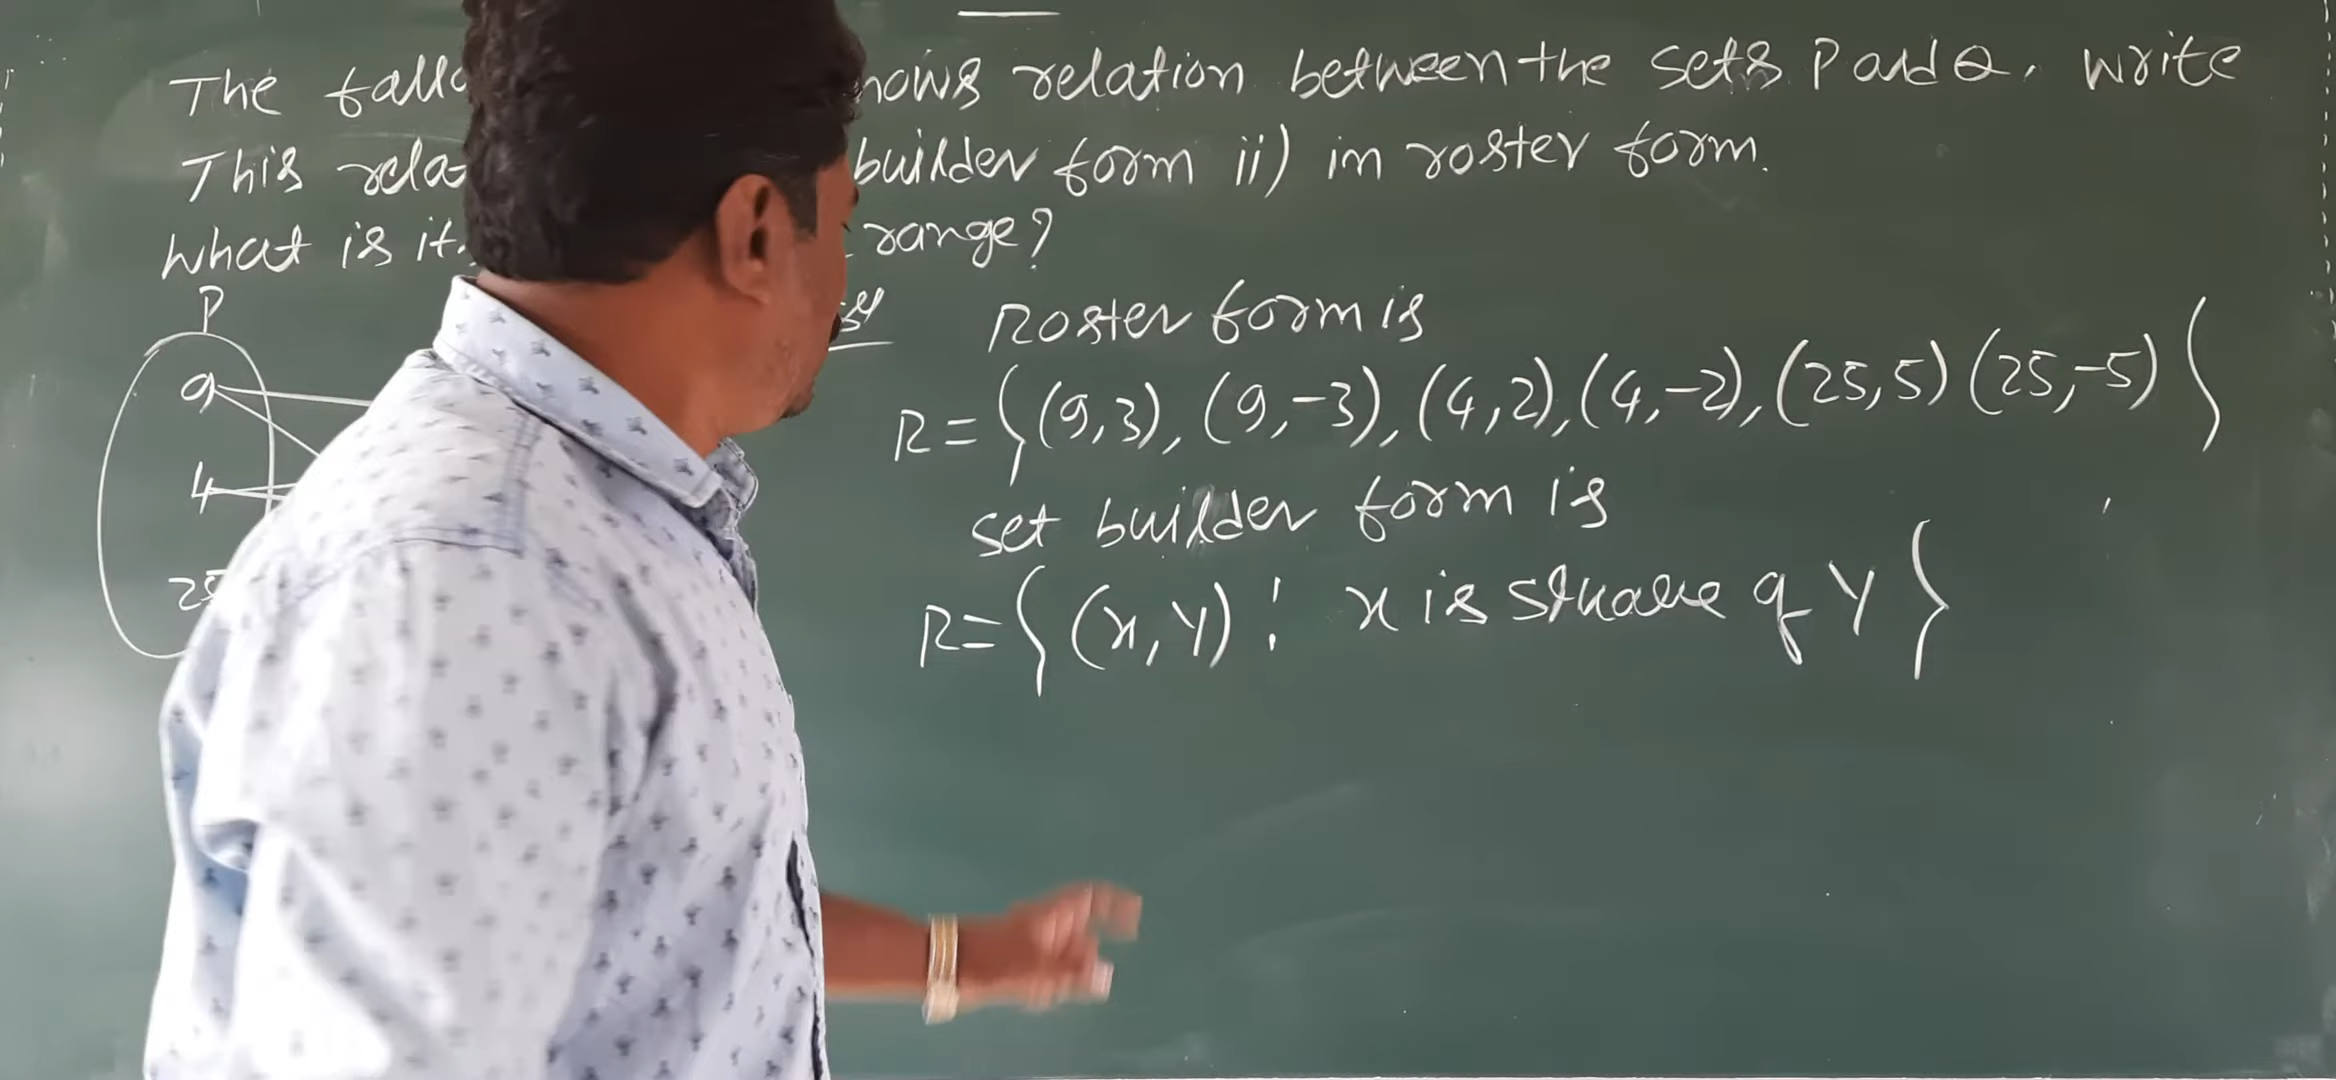 The follo hows relation between the sets P and Q. write
This rela builder form ii) in roster form.
what is its range?
P
9
4
25
Roster form is
R = {(9,3), (9,-3), (4,2), (4,-2), (25,5) (25,-5)}
set builder form is
R = {(x, y) : x is square of y}